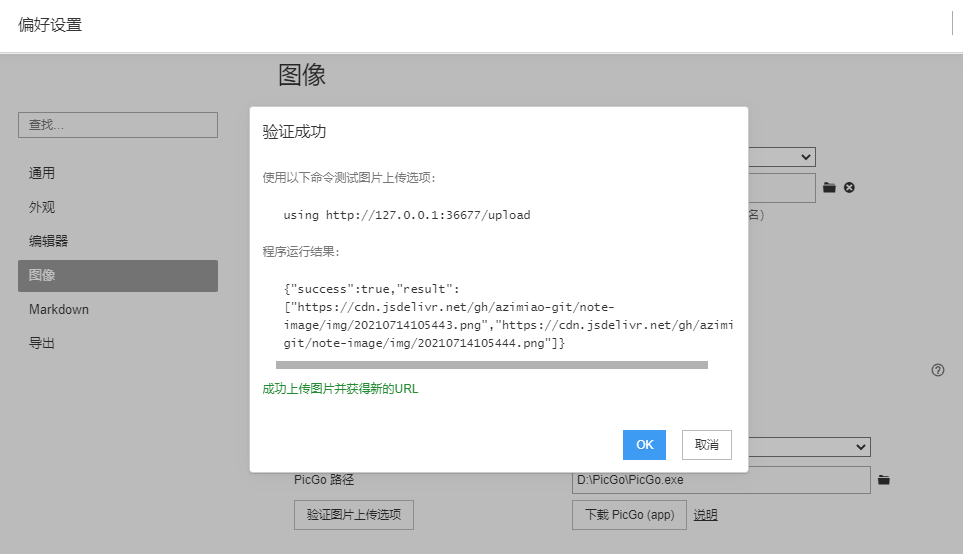 偏好设置
图像
查找...
通用
外观
编辑器
图像
Markdown
导出
验证成功
使用以下命令测试图片上传选项:
using http://127.0.0.1:36677/upload
程序运行结果:
{"success":true,"result":
["https://cdn.jsdelivr.net/gh/azimiao-git/note-
image/img/20210714105443.png","https://cdn.jsdelivr.net/gh/azimi
git/note-image/img/20210714105444.png"]}
成功上传图片并获得新的URL
OK
取消
名)
PicGo 路径
D:\PicGo\PicGo.exe
验证图片上传选项
下载 PicGo (app)
说明